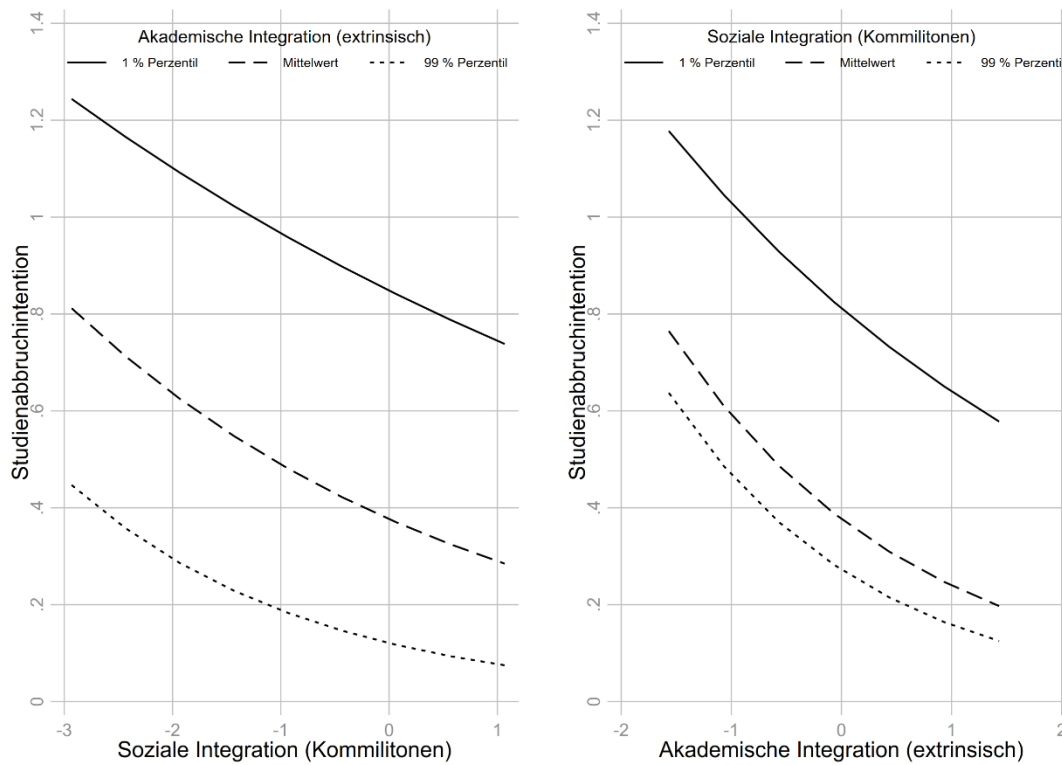 Akademische Integration (extrinsisch)
1 % Perzentil Mittelwert 99 % Perzentil
Studienabbruchintention
1.4
1.2
1
.8
.6
.4
.2
0
-3 -2 -1 0 1
Soziale Integration (Kommilitonen)
Soziale Integration (Kommilitonen)
1 % Perzentil Mittelwert 99 % Perzentil
Studienabbruchintention
1.4
1.2
1
.8
.6
.4
.2
0
-2 -1 0 1 2
Akademische Integration (extrinsisch)